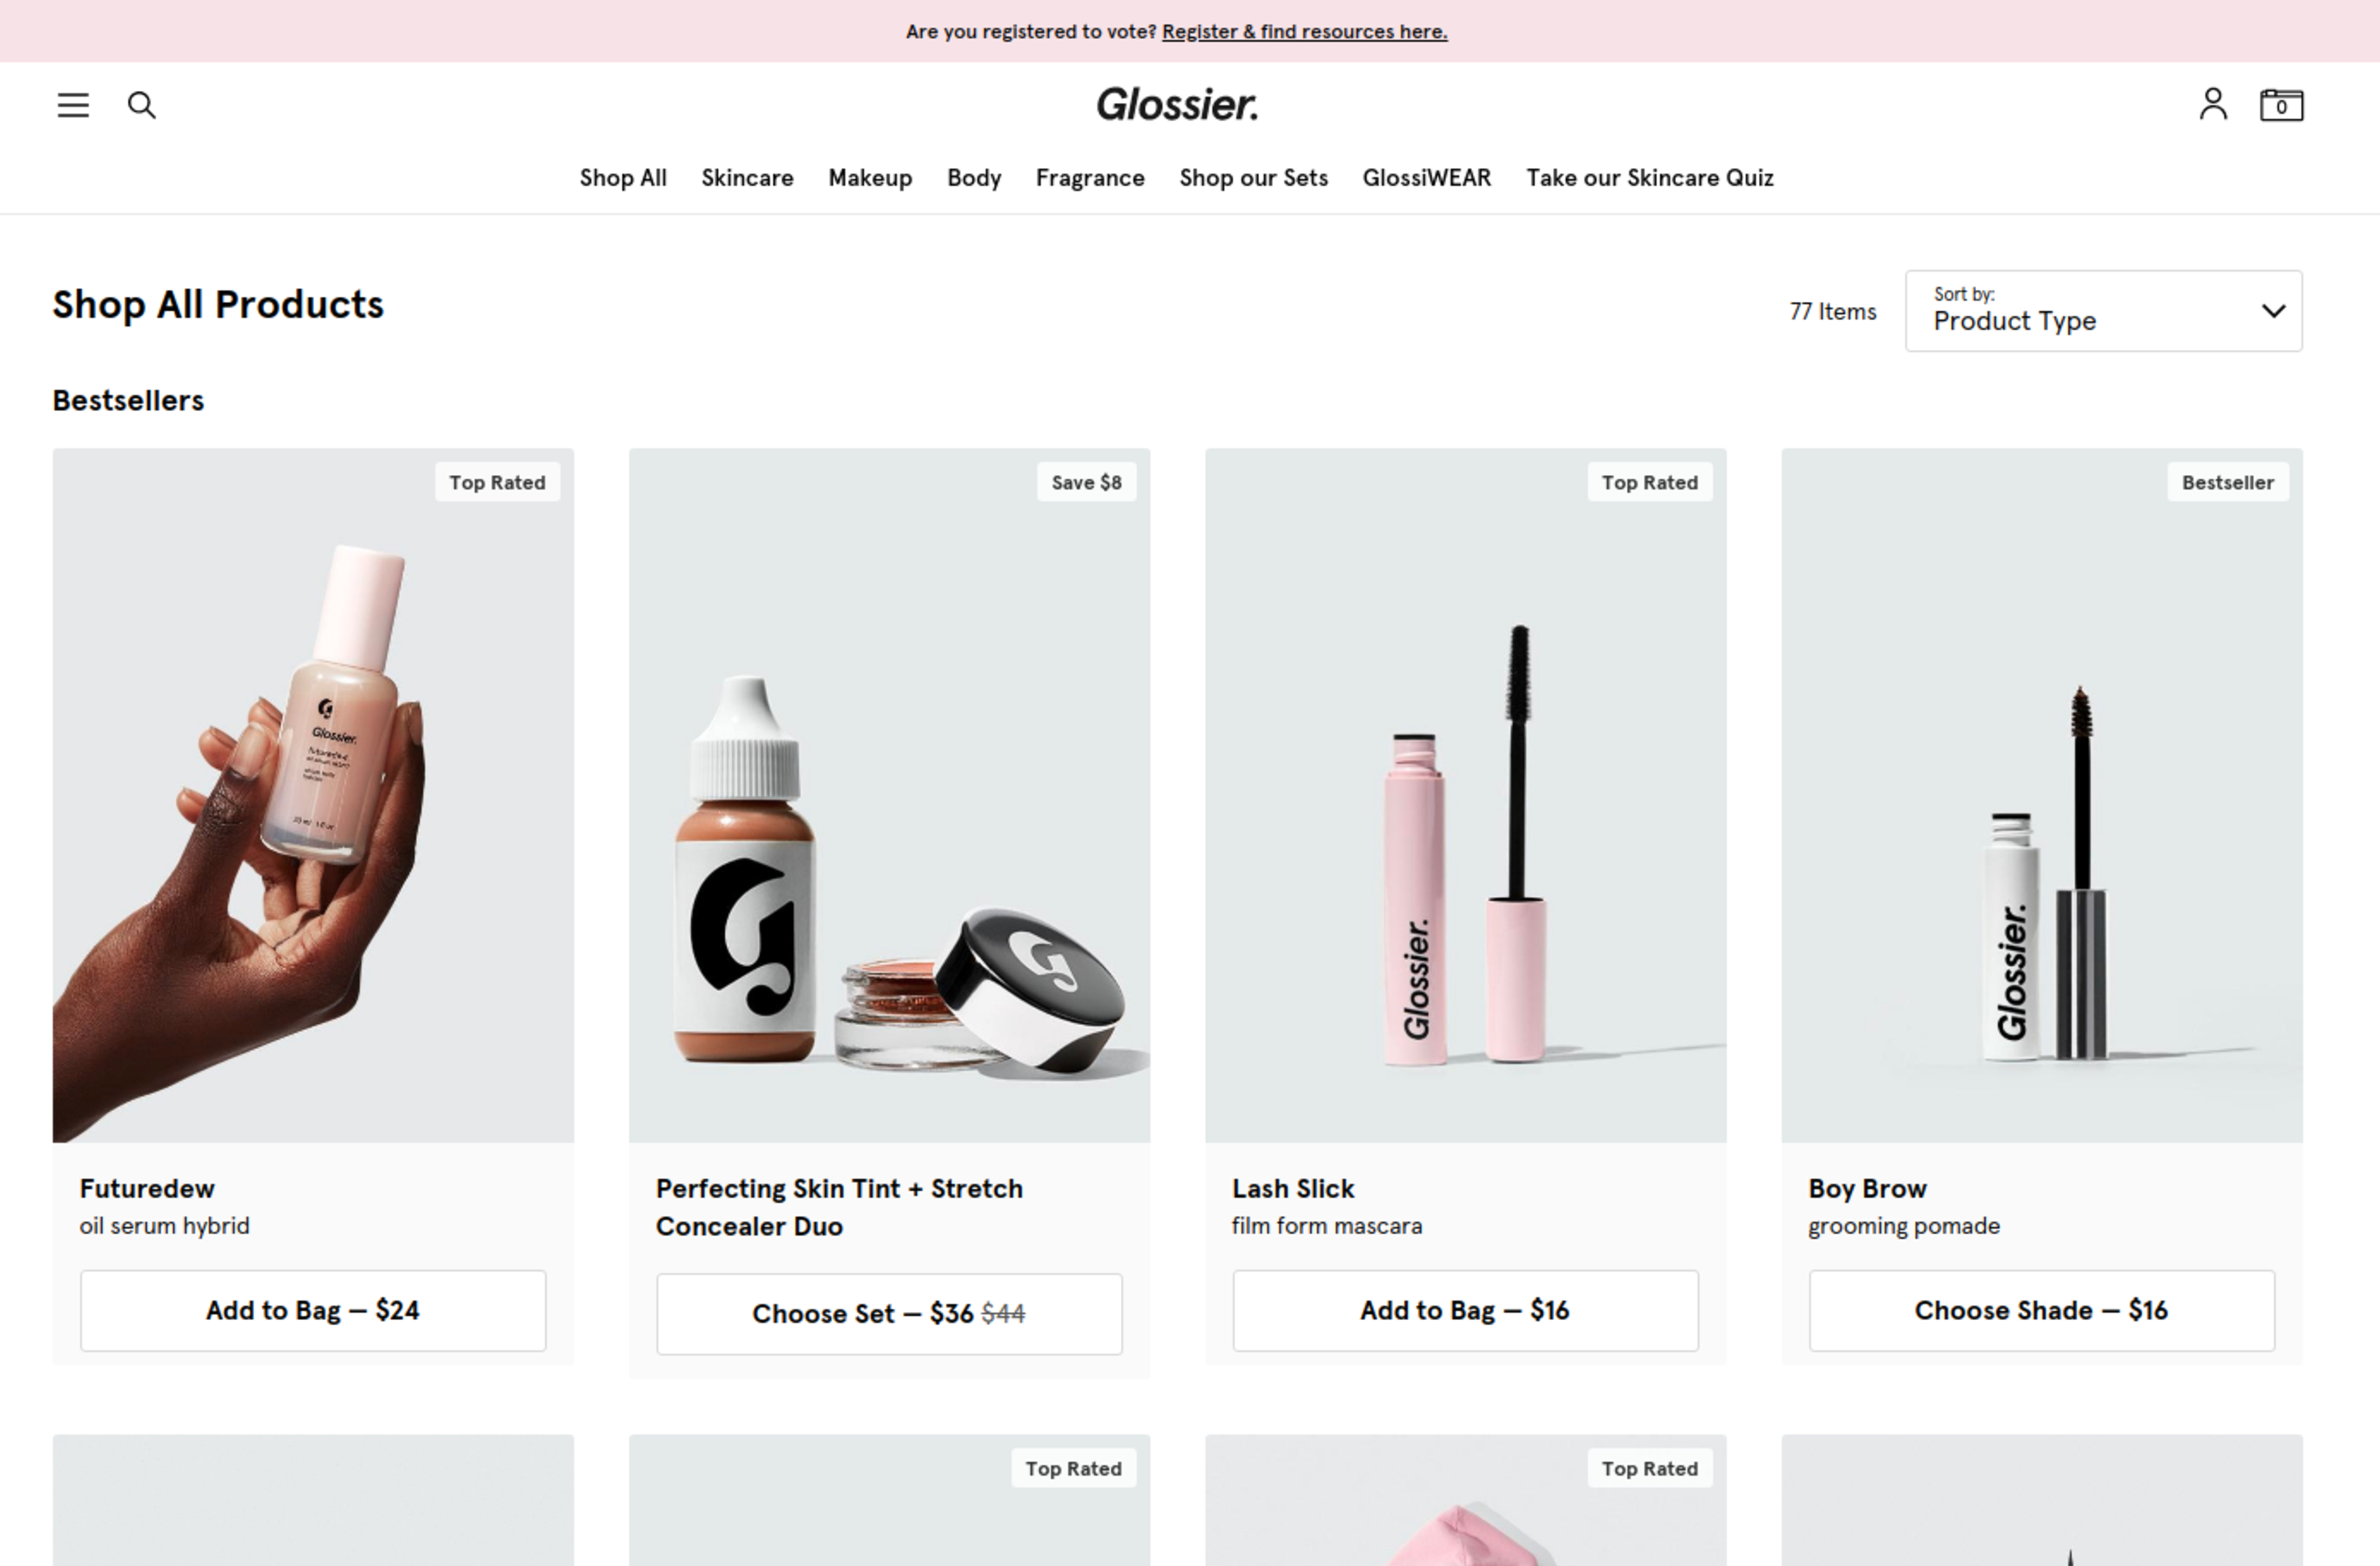 Are you registered to vote? Register & find resources here.
Glossier.
0
Shop All Skincare Makeup Body Fragrance Shop our Sets GlossiWEAR Take our Skincare Quiz
Shop All Products
77 Items
Sort by:
Product Type
Bestsellers
Top Rated
Glossier.
Save $8
Top Rated
Glossier.
Bestseller
Glossier.
Futuredew
oil serum hybrid
Add to Bag — $24
Perfecting Skin Tint + Stretch
Concealer Duo
Choose Set — $36 $44
Lash Slick
film form mascara
Add to Bag — $16
Boy Brow
grooming pomade
Choose Shade — $16
Top Rated
Top Rated